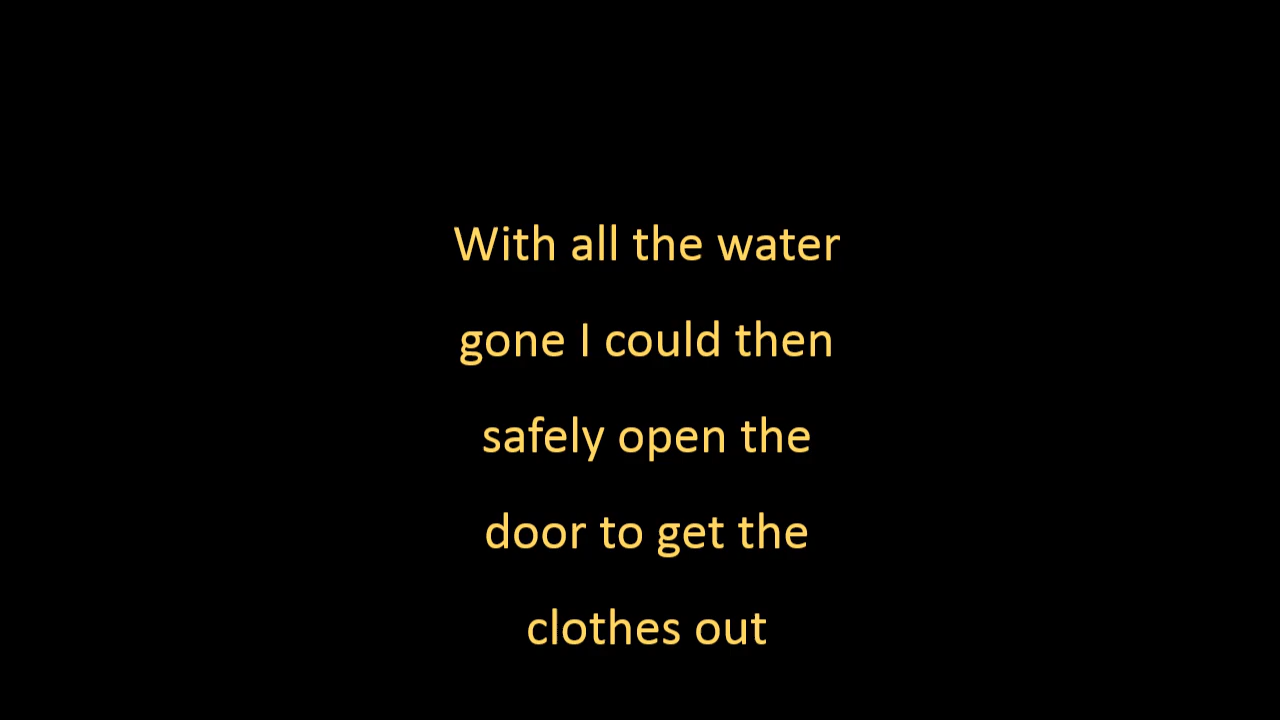 With all the water
gone I could then
safely open the
door to get the
clothes out